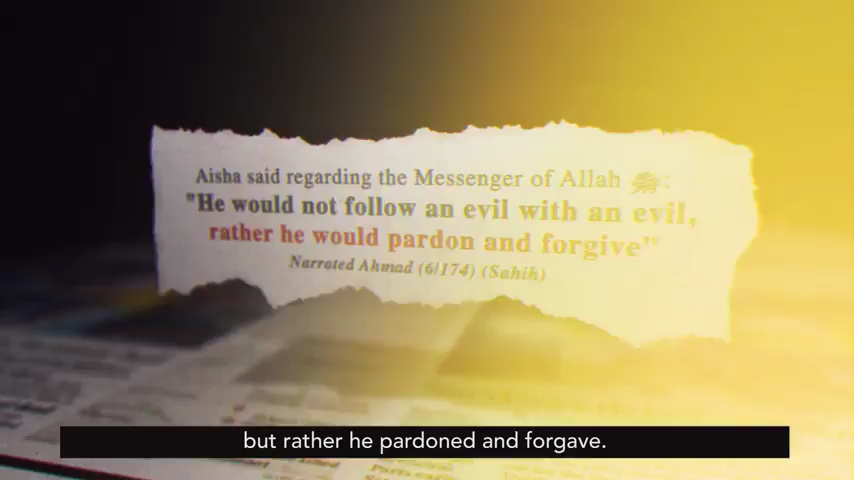 Aisha said regarding the Messenger of Allah ﷺ:
"He would not follow an evil with an evil,
rather he would pardon and forgive"
Narrated Ahmad (6/174) (Sahih)
but rather he pardoned and forgave.